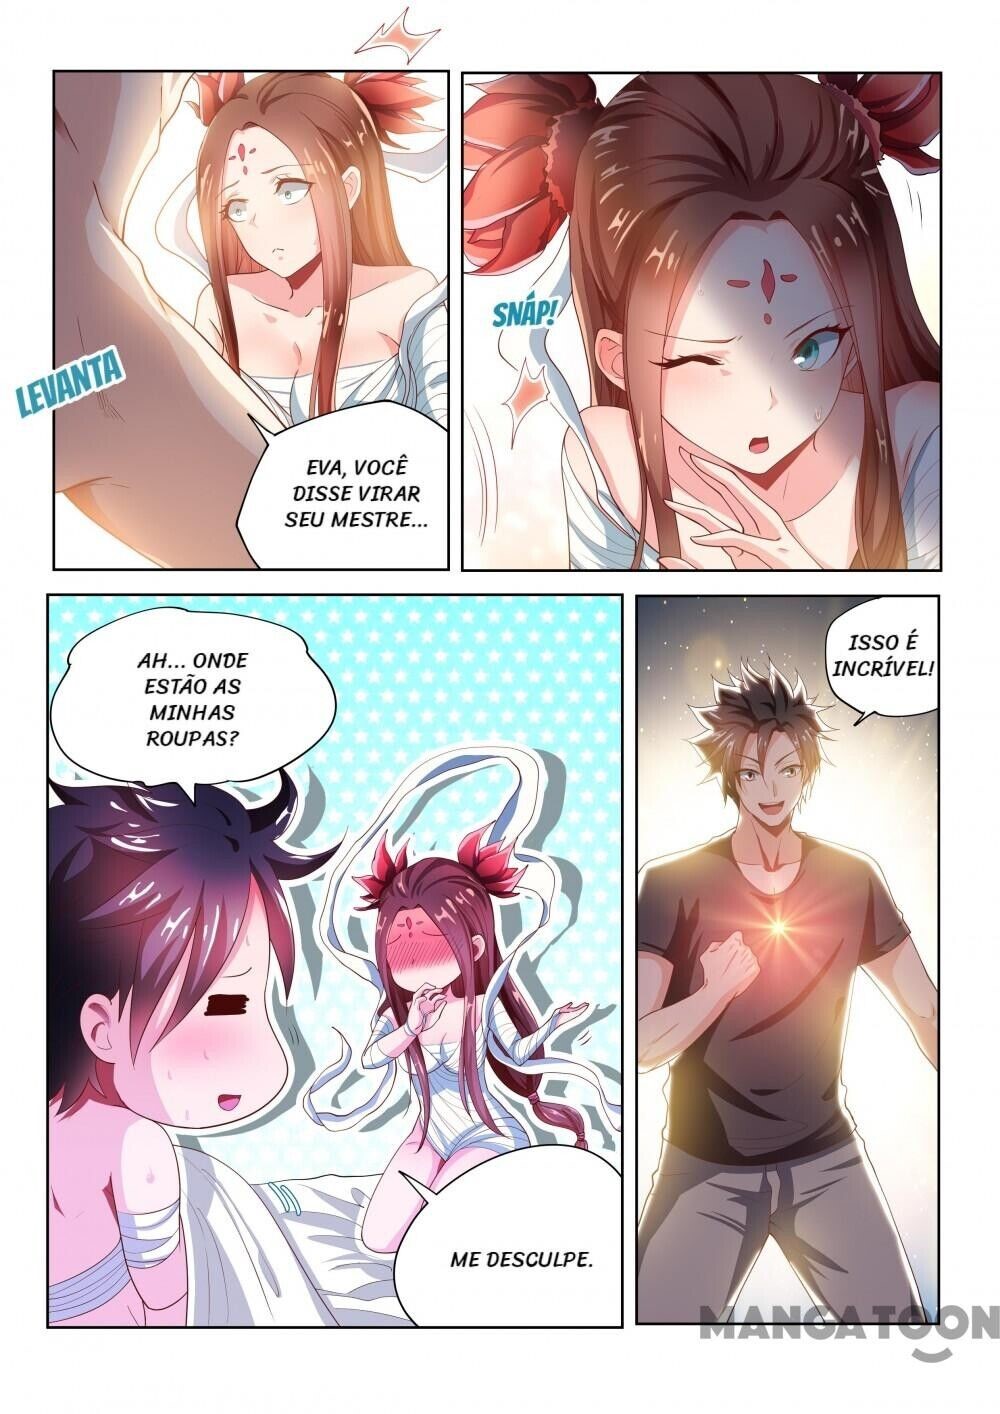 LEVANTA
EVA, VOCÊ
DISSE VIRAR
SEU MESTRE...
SNÁP!
AH... ONDE
ESTÃO AS
MINHAS
ROUPAS?
ME DESCULPE.
ISSO É
INCRÍVEL!
MANGATOON